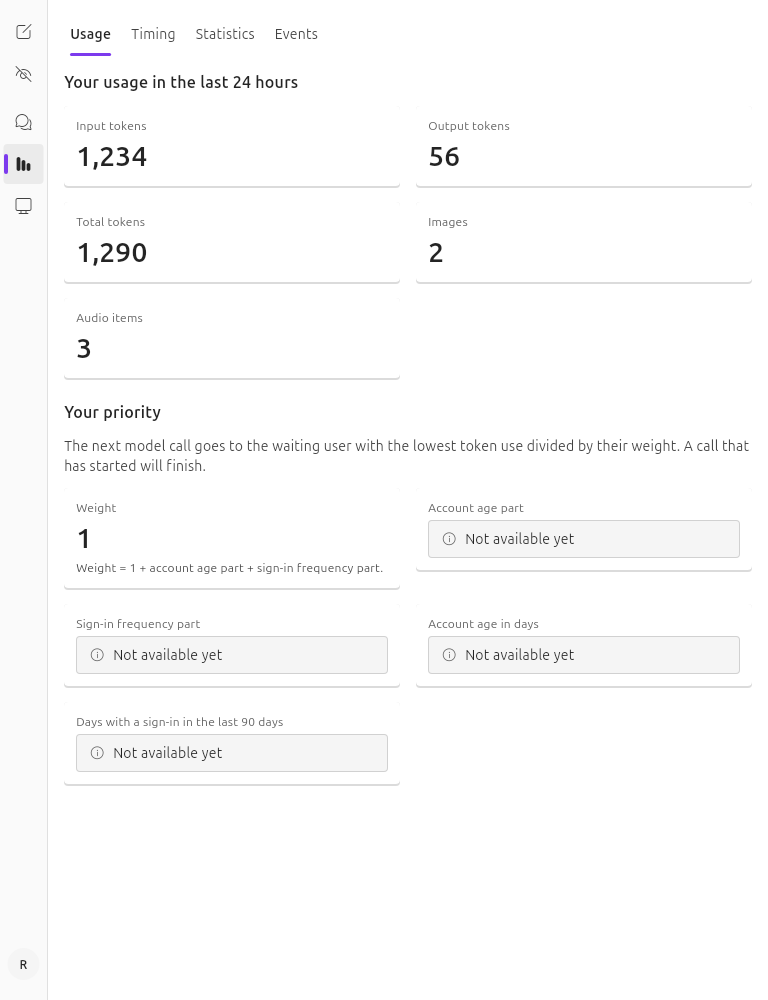 Usage Timing Statistics Events
Your usage in the last 24 hours
Input tokens
1,234
Output tokens
56
Total tokens
1,290
Images
2
Audio items
3
Your priority
The next model call goes to the waiting user with the lowest token use divided by their weight. A call that
has started will finish.
Weight
1
Weight = 1 + account age part + sign-in frequency part.
Account age part
Not available yet
Sign-in frequency part
Not available yet
Account age in days
Not available yet
Days with a sign-in in the last 90 days
Not available yet
R